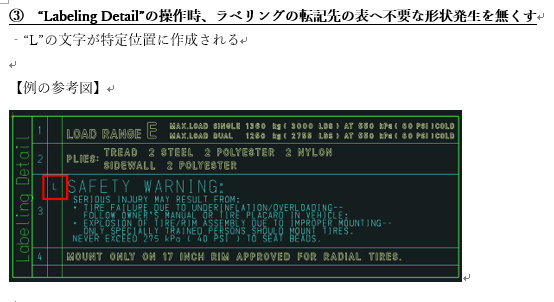 ③ “Labeling Detail”の操作時、ラベリングの転記先の表へ不要な形状発生を無くす
- “L”の文字が特定位置に作成される
【例の参考図】
Labeling Detail
1
LOAD RANGE E
MAX.LOAD SINGLE 1360 kg ( 3000 LBS ) AT 550 kPa ( 80 PSI )COLD
MAX.LOAD DUAL 1250 kg ( 2755 LBS ) AT 550 kPa ( 80 PSI )COLD
2
PLIES: TREAD 2 STEEL 2 POLYESTER 2 NYLON
SIDEWALL 2 POLYESTER
L
3
SAFETY WARNING:
SERIOUS INJURY MAY RESULT FROM:
• TIRE FAILURE DUE TO UNDERINFLATION/OVERLOADING--
FOLLOW OWNER'S MANUAL OR TIRE PLACARD IN VEHICLE;
• EXPLOSION OF TIRE/RIM ASSEMBLY DUE TO IMPROPER MOUNTING--
ONLY SPECIALLY TRAINED PERSONS SHOULD MOUNT TIRES.
NEVER EXCEED 275 kPa ( 40 PSI ) TO SEAT BEADS.
4
MOUNT ONLY ON 17 INCH RIM APPROVED FOR RADIAL TIRES.